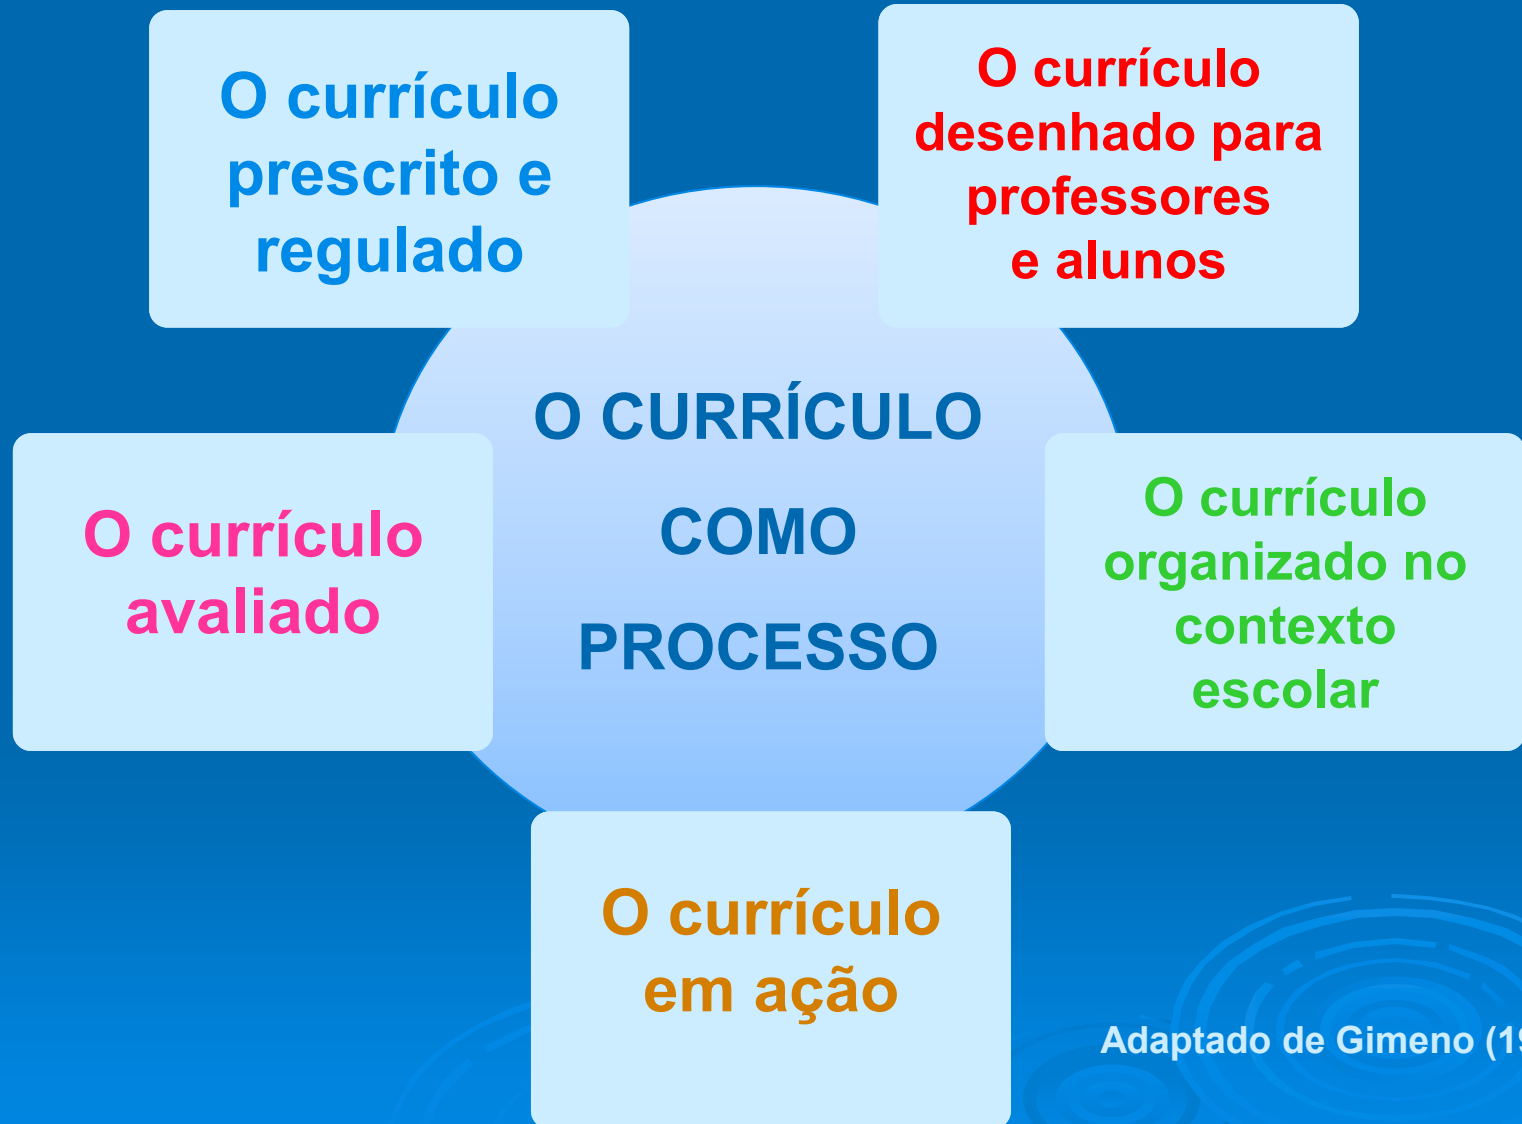 O currículo
prescrito e
regulado
O currículo
desenhado para
professores
e alunos
O CURRÍCULO
COMO
PROCESSO
O currículo
avaliado
O currículo
organizado no
contexto
escolar
O currículo
em ação
Adaptado de Gimeno (19